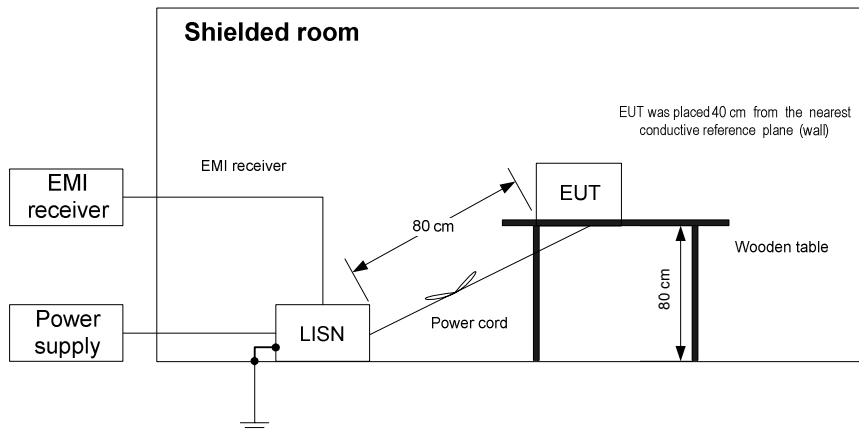 Shielded room
EUT was placed 40 cm from the nearest
conductive reference plane (wall)
EMI receiver
EMI
receiver
EUT
80 cm
Wooden table
80 cm
Power
supply
LISN
Power cord